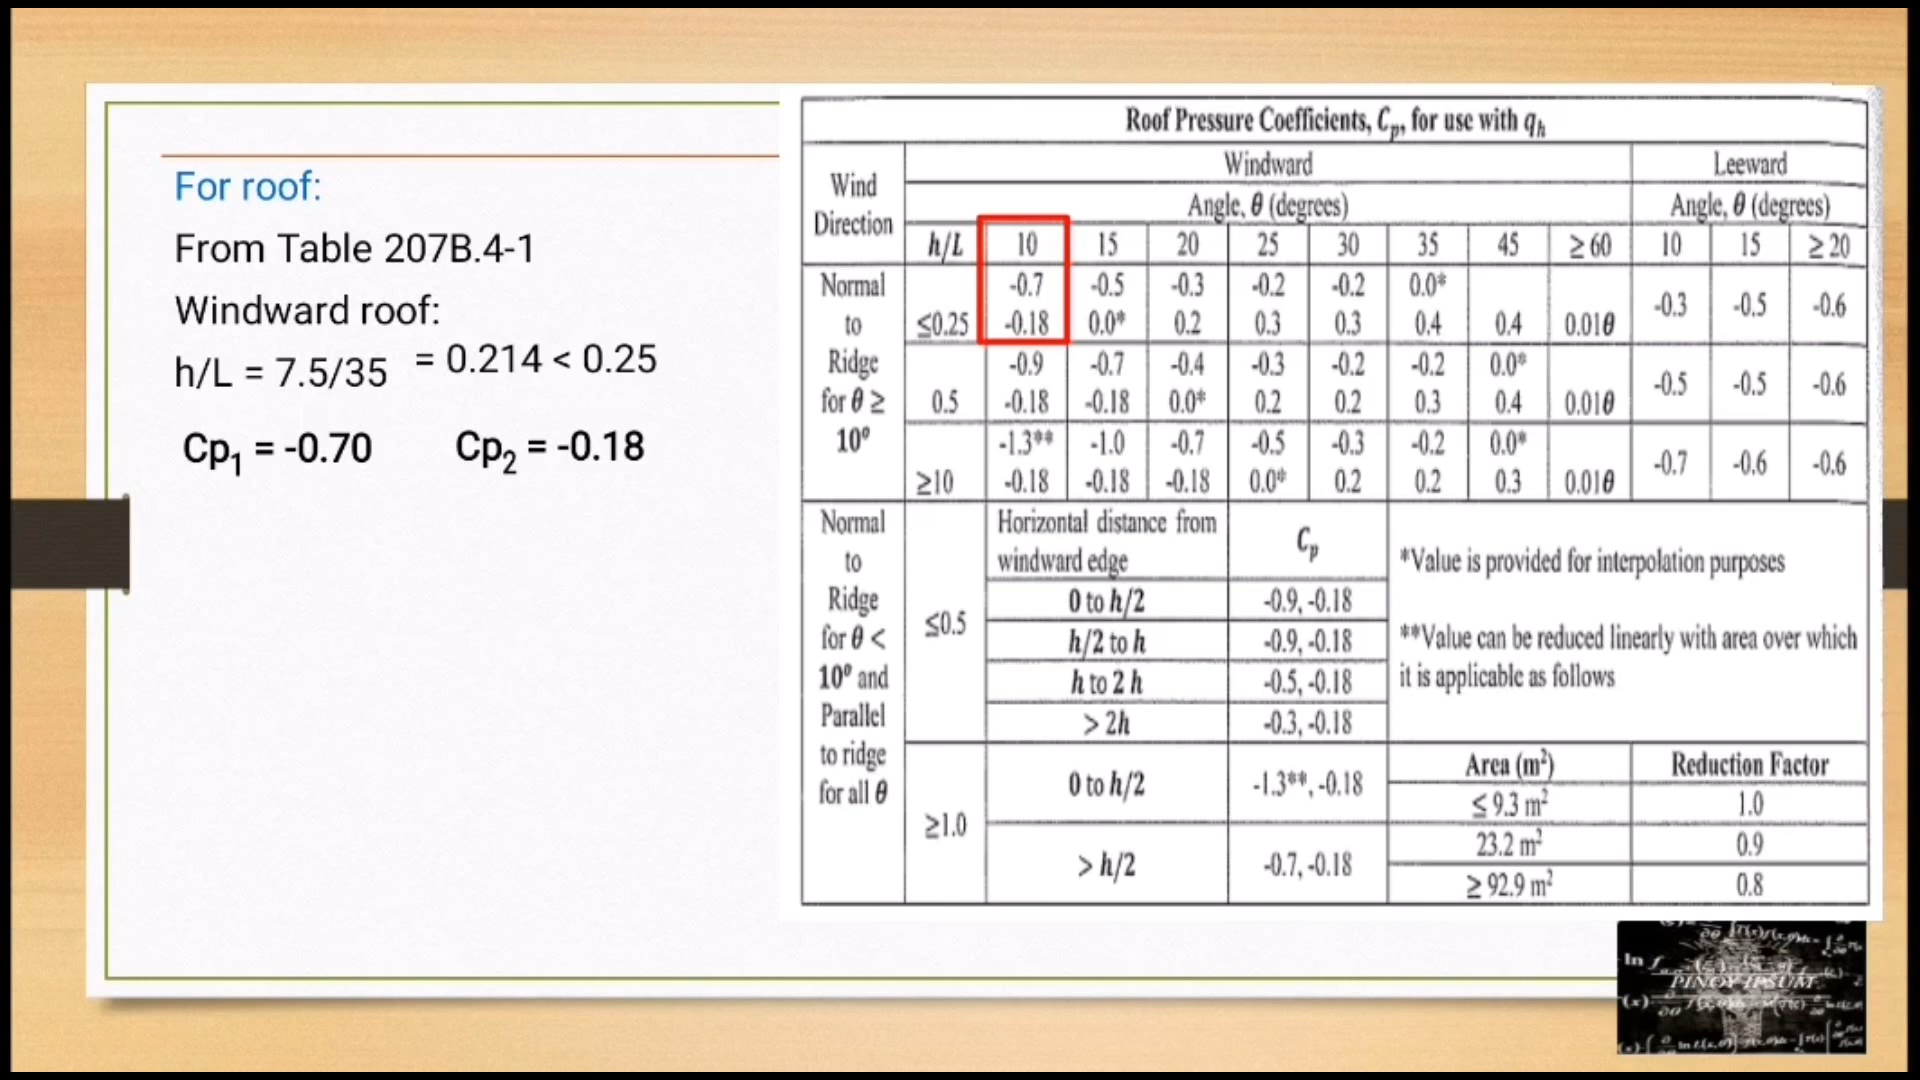 For roof:
From Table 207B.4-1
Windward roof:
h/L = 7.5/35 = 0.214 < 0.25
Cp₁ = -0.70 Cp₂ = -0.18
Roof Pressure Coefficients, Cp, for use with qh
Wind Direction
Windward Leeward
Angle, θ (degrees) Angle, θ (degrees)
h/L 10 15 20 25 30 35 45 ≥ 60 10 15 ≥ 20
Normal to Ridge for θ ≥ 10º
-0.7 -0.5 -0.3 -0.2 -0.2 0.0*
≤0.25 -0.18 0.0* 0.2 0.3 0.3 0.4 0.4 0.01θ -0.3 -0.5 -0.6
-0.9 -0.7 -0.4 -0.3 -0.2 -0.2 0.0*
0.5 -0.18 -0.18 0.0* 0.2 0.2 0.3 0.4 0.01θ -0.5 -0.5 -0.6
-1.3** -1.0 -0.7 -0.5 -0.3 -0.2 0.0*
≥10 -0.18 -0.18 -0.18 0.0* 0.2 0.2 0.3 0.01θ -0.7 -0.6 -0.6
Normal to Ridge for θ < 10º and Parallel to ridge for all θ
Horizontal distance from windward edge Cp
≤0.5
0 to h/2 -0.9, -0.18
h/2 to h -0.9, -0.18
h to 2 h -0.5, -0.18
> 2h -0.3, -0.18
*Value is provided for interpolation purposes
**Value can be reduced linearly with area over which
it is applicable as follows
≥1.0
0 to h/2 -1.3**, -0.18
> h/2 -0.7, -0.18
Area (m²) Reduction Factor
≤ 9.3 m² 1.0
23.2 m² 0.9
≥ 92.9 m² 0.8
PINOY IPSUM